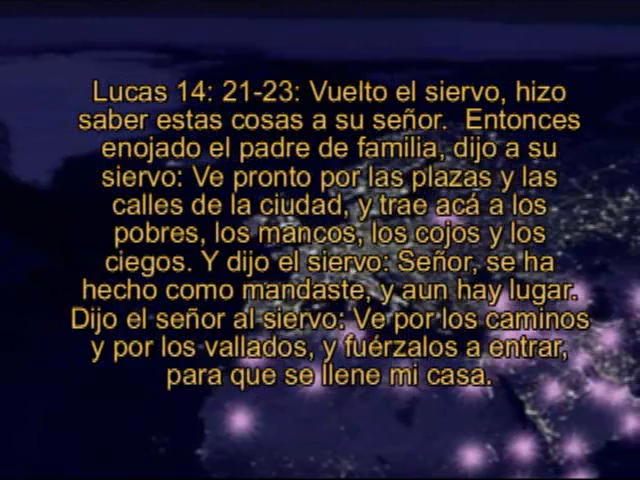 Lucas 14: 21-23: Vuelto el siervo, hizo
saber estas cosas a su señor.  Entonces
enojado el padre de familia, dijo a su
siervo: Ve pronto por las plazas y las
calles de la ciudad, y trae acá a los
pobres, los mancos, los cojos y los
ciegos. Y dijo el siervo: Señor, se ha
hecho como mandaste, y aun hay lugar.
Dijo el señor al siervo: Ve por los caminos
y por los vallados, y fuérzalos a entrar,
para que se llene mi casa.